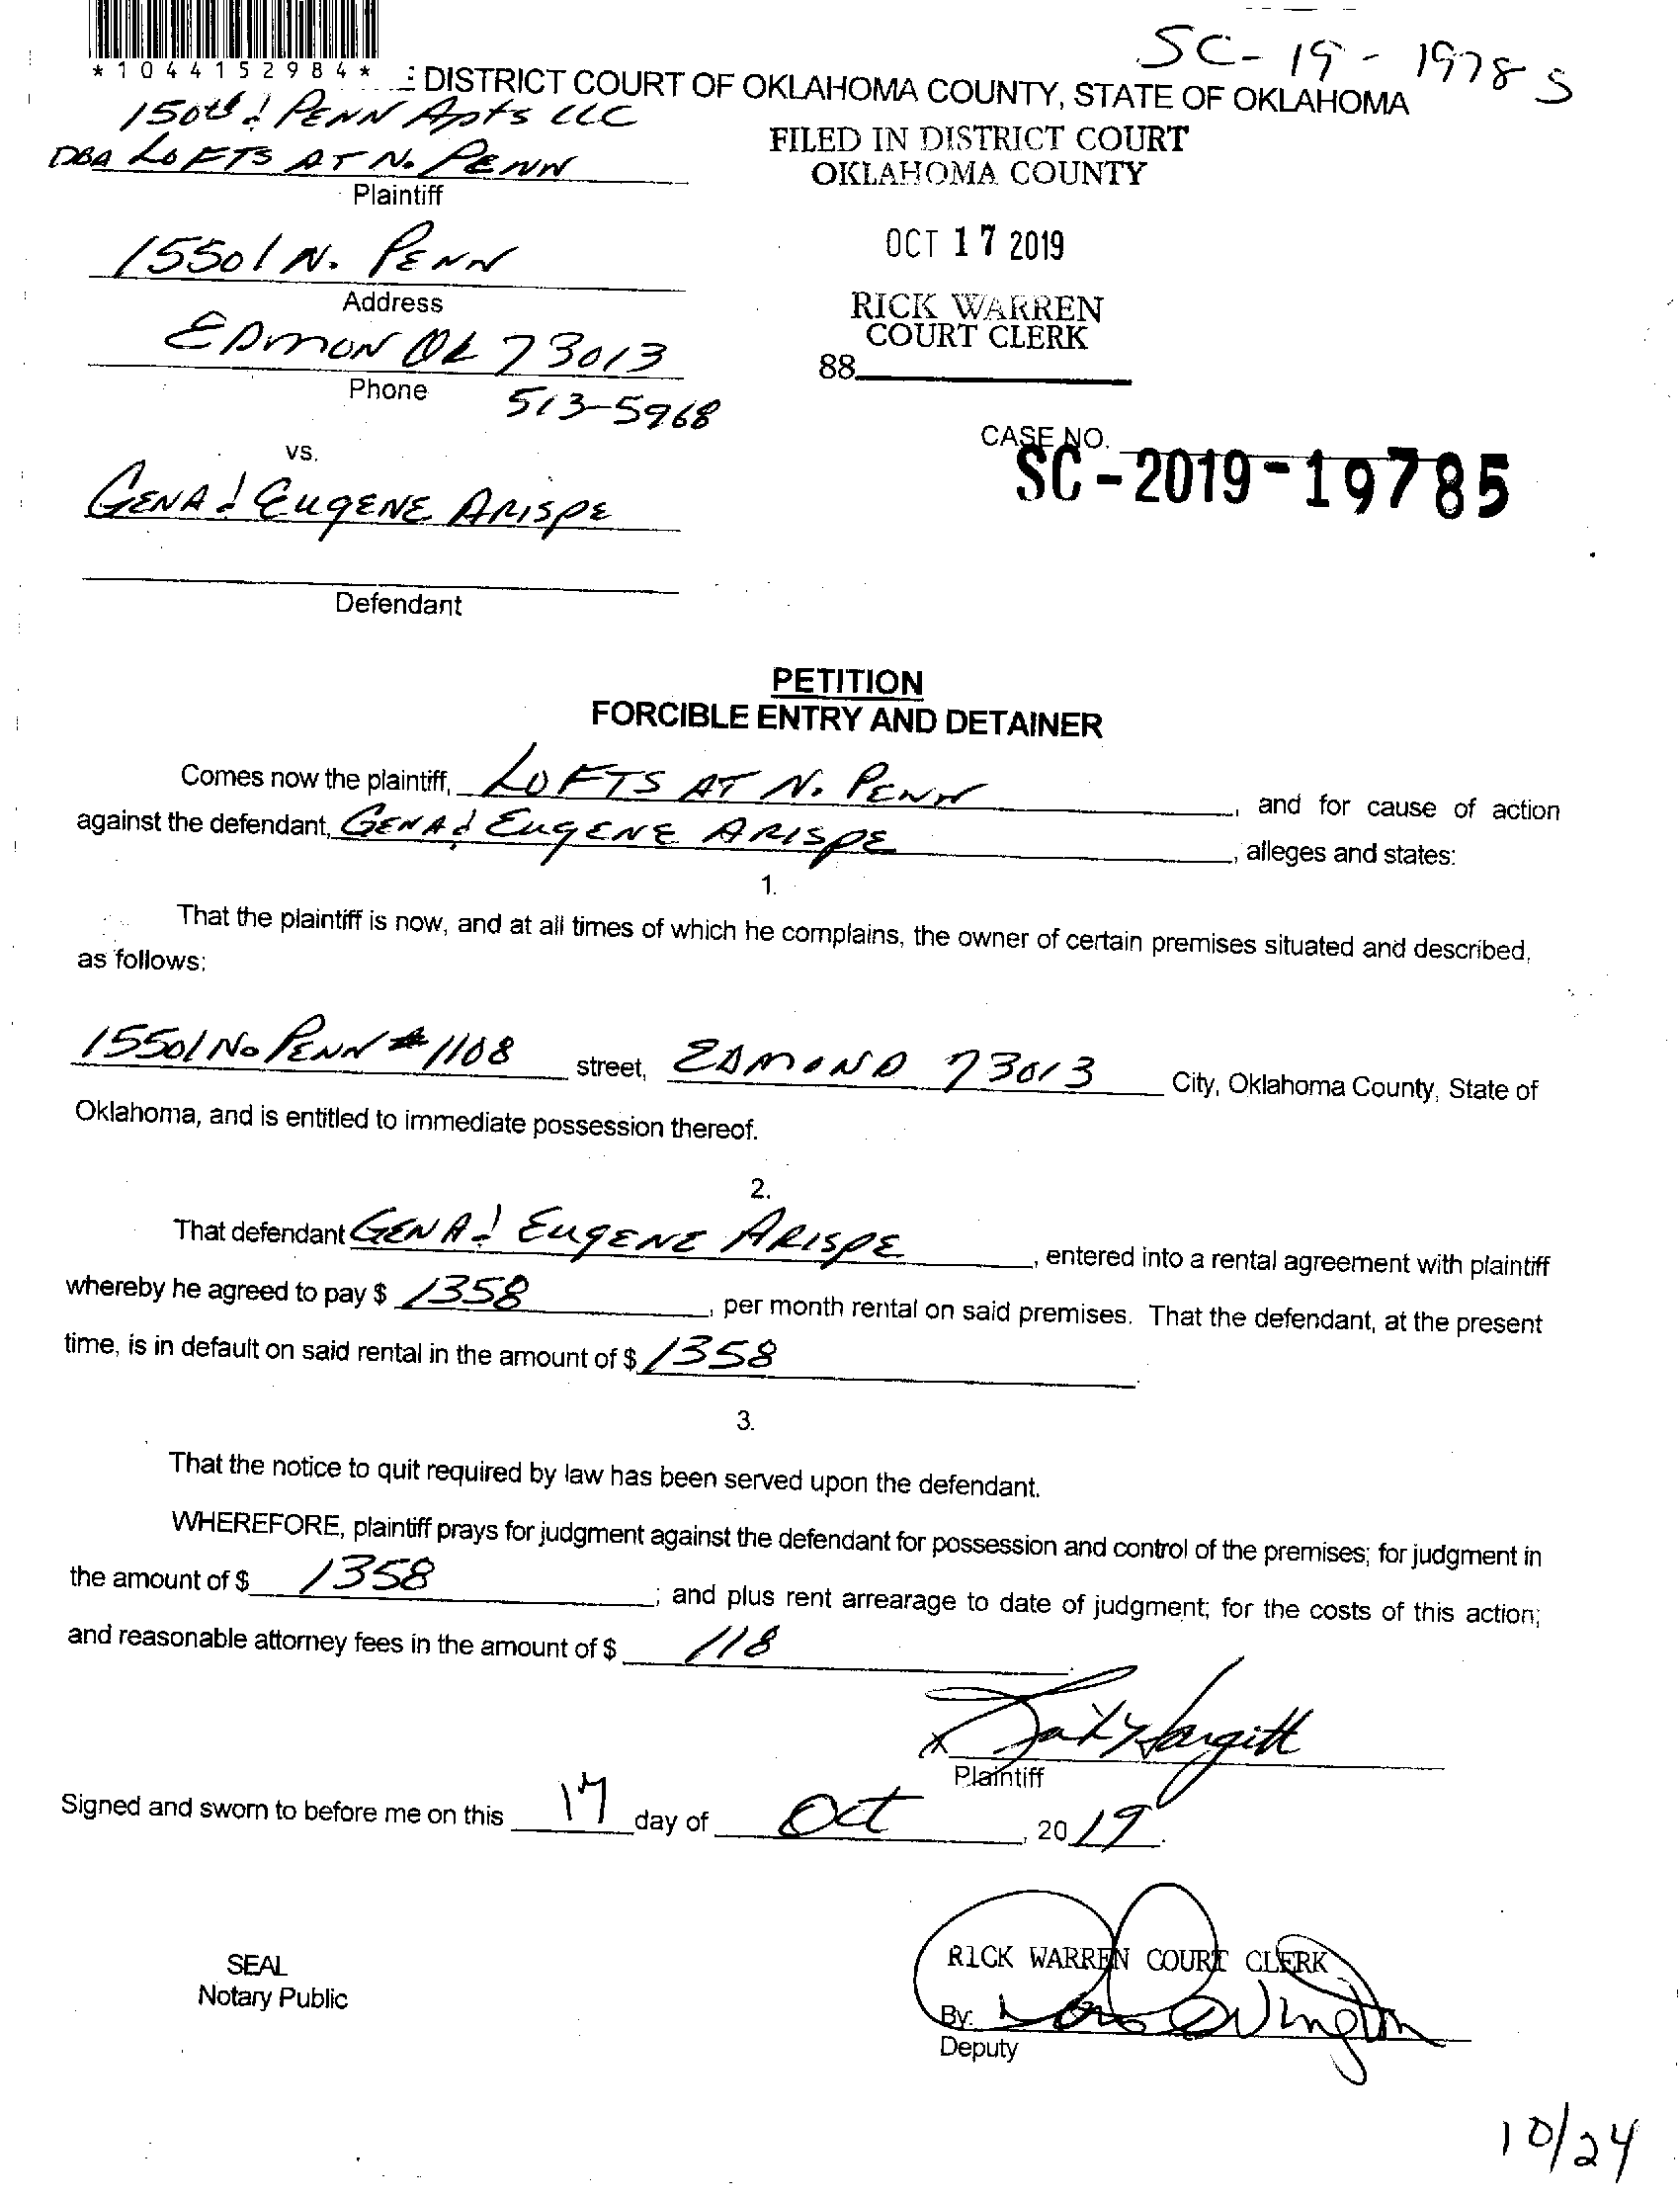 SC-19-19785
*1044152984*
DISTRICT COURT OF OKLAHOMA COUNTY, STATE OF OKLAHOMA
150th & PENN Apts LLC
DBA LOFTS AT N. PENN
Plaintiff
FILED IN DISTRICT COURT
OKLAHOMA COUNTY
OCT 17 2019
RICK WARREN
COURT CLERK
88
15501 N. PENN
Address
EDMON OK 73013
Phone
513-5968
vs.
CASE NO.
SC-2019-19785
GENA & EUGENE ARISPE
Defendant
PETITION
FORCIBLE ENTRY AND DETAINER
Comes now the plaintiff, LOFTS AT N. PENN, and for cause of action
against the defendant, GENA & EUGENE ARISPE, alleges and states:
1.
That the plaintiff is now, and at all times of which he complains, the owner of certain premises situated and described,
as follows:
15501 No PENN # 1108 street, EDMOND 73013 City, Oklahoma County, State of
Oklahoma, and is entitled to immediate possession thereof.
2.
That defendant GENA & EUGENE ARISPE, entered into a rental agreement with plaintiff
whereby he agreed to pay $ 1358, per month rental on said premises. That the defendant, at the present
time, is in default on said rental in the amount of $ 1358.
3.
That the notice to quit required by law has been served upon the defendant.
WHEREFORE, plaintiff prays for judgment against the defendant for possession and control of the premises; for judgment in
the amount of $ 1358; and plus rent arrearage to date of judgment; for the costs of this action;
and reasonable attorney fees in the amount of $ 118
X
Plaintiff
Signed and sworn to before me on this 17 day of Oct, 2019.
SEAL
Notary Public
RICK WARREN COURT CLERK
By:
Deputy
10/24